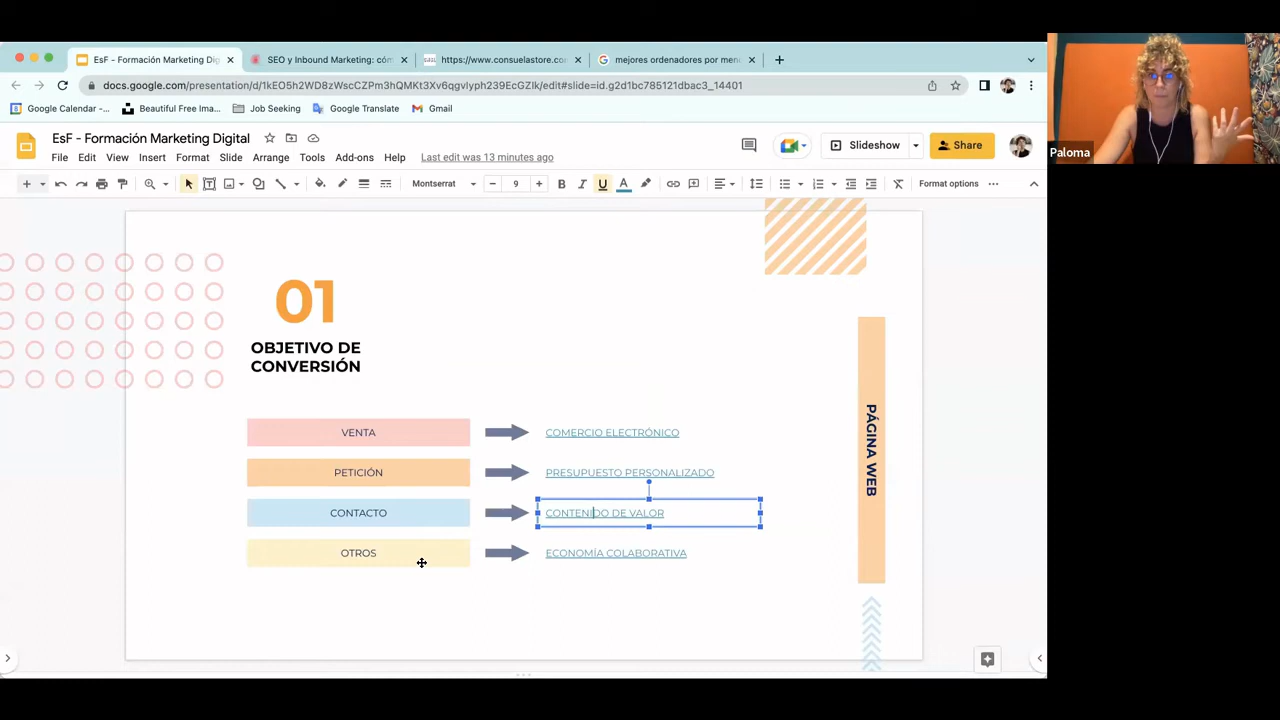 EsF - Formación Marketing Dig
SEO y Inbound Marketing: cóm
https://www.consuelastore.com
mejores ordenadores por menu
docs.google.com/presentation/d/1kEO5h2WD8zWscCZPm3hQMKt3Xv6qgvlyph239EcGZlk/edit#slide=id.g2d1bc785121dbac3_14401
Google Calendar -...
Beautiful Free Ima...
Job Seeking
Google Translate
Gmail
EsF - Formación Marketing Digital
File Edit View Insert Format Slide Arrange Tools Add-ons Help Last edit was 13 minutes ago
Slideshow
Share
Montserrat
9
B I U A
Format options
01
OBJETIVO DE
CONVERSIÓN
VENTA
COMERCIO ELECTRÓNICO
PETICIÓN
PRESUPUESTO PERSONALIZADO
CONTACTO
CONTENIDO DE VALOR
OTROS
ECONOMÍA COLABORATIVA
PÁGINA WEB
Paloma